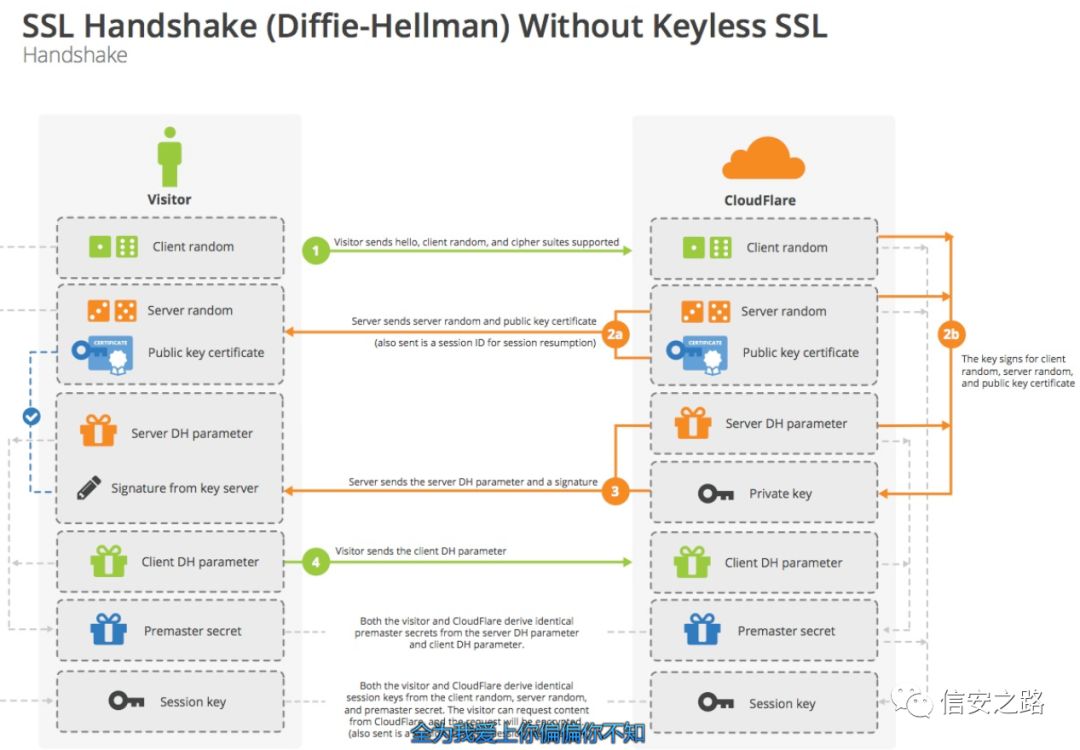 SSL Handshake (Diffie-Hellman) Without Keyless SSL
Handshake
Visitor
CloudFlare
Client random
1
Visitor sends hello, client random, and cipher suites supported
Client random
Server random
CERTIFICATE
Public key certificate
Server sends server random and public key certificate
(also sent is a session ID for session resumption)
2a
Server random
CERTIFICATE
Public key certificate
2b
The key signs for client
random, server random,
and public key certificate
Server DH parameter
Signature from key server
Server sends the server DH parameter and a signature
3
Server DH parameter
Private key
Client DH parameter
4
Visitor sends the client DH parameter
Client DH parameter
Premaster secret
Both the visitor and CloudFlare derive identical
premaster secrets from the server DH parameter
and client DH parameter.
Premaster secret
Session key
Both the visitor and CloudFlare derive identical
session keys from the client random, server random,
and premaster secret. The visitor can request content
from CloudFlare, and the request will be encrypted.
(also sent is a
全为我爱上你偏偏你不知
Session key
信安之路